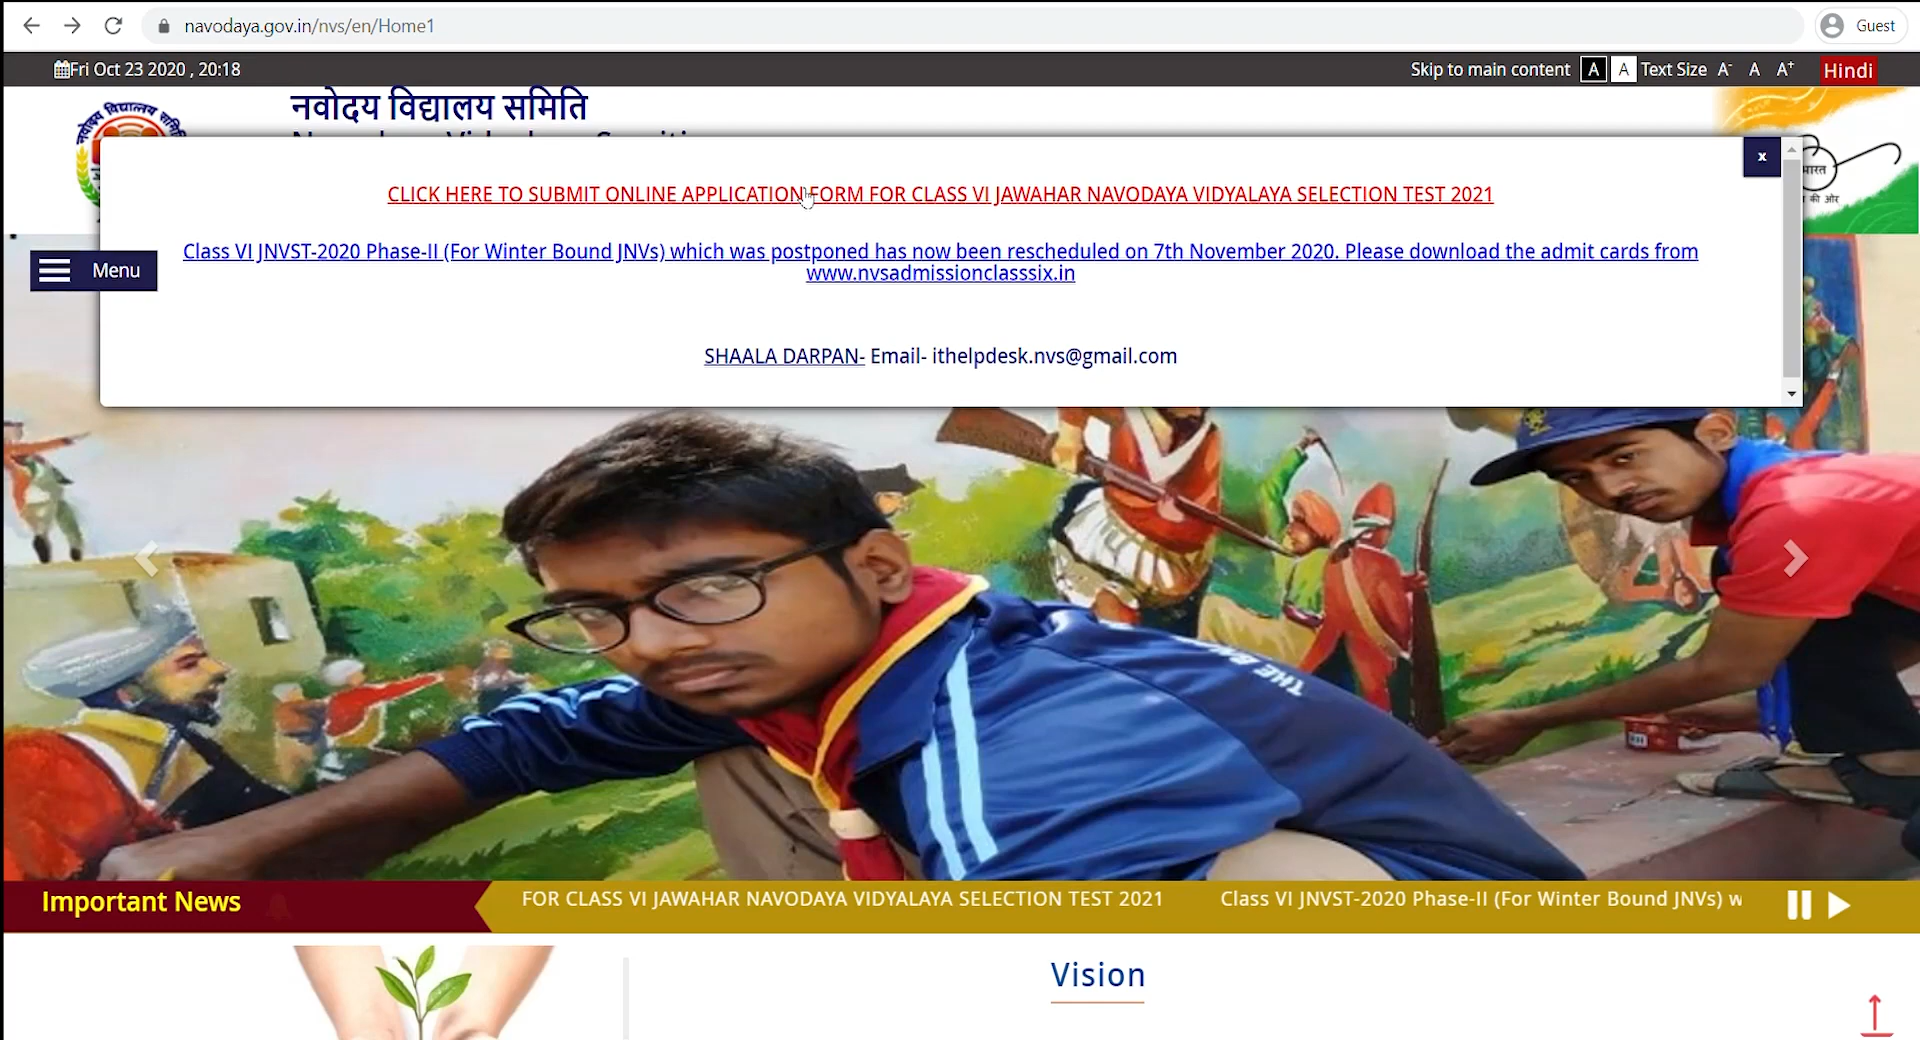 navodaya.gov.in/nvs/en/Home1
Guest
Fri Oct 23 2020 , 20:18
Skip to main content A A Text Size A- A A+ Hindi
नवोदय विद्यालय समिति
x
CLICK HERE TO SUBMIT ONLINE APPLICATION FORM FOR CLASS VI JAWAHAR NAVODAYA VIDYALAYA SELECTION TEST 2021
Menu
Class VI JNVST-2020 Phase-II (For Winter Bound JNVs) which was postponed has now been rescheduled on 7th November 2020. Please download the admit cards from
www.nvsadmissionclasssix.in
SHAALA DARPAN- Email- ithelpdesk.nvs@gmail.com
Important News
FOR CLASS VI JAWAHAR NAVODAYA VIDYALAYA SELECTION TEST 2021
Class VI JNVST-2020 Phase-II (For Winter Bound JNVs) w
Vision